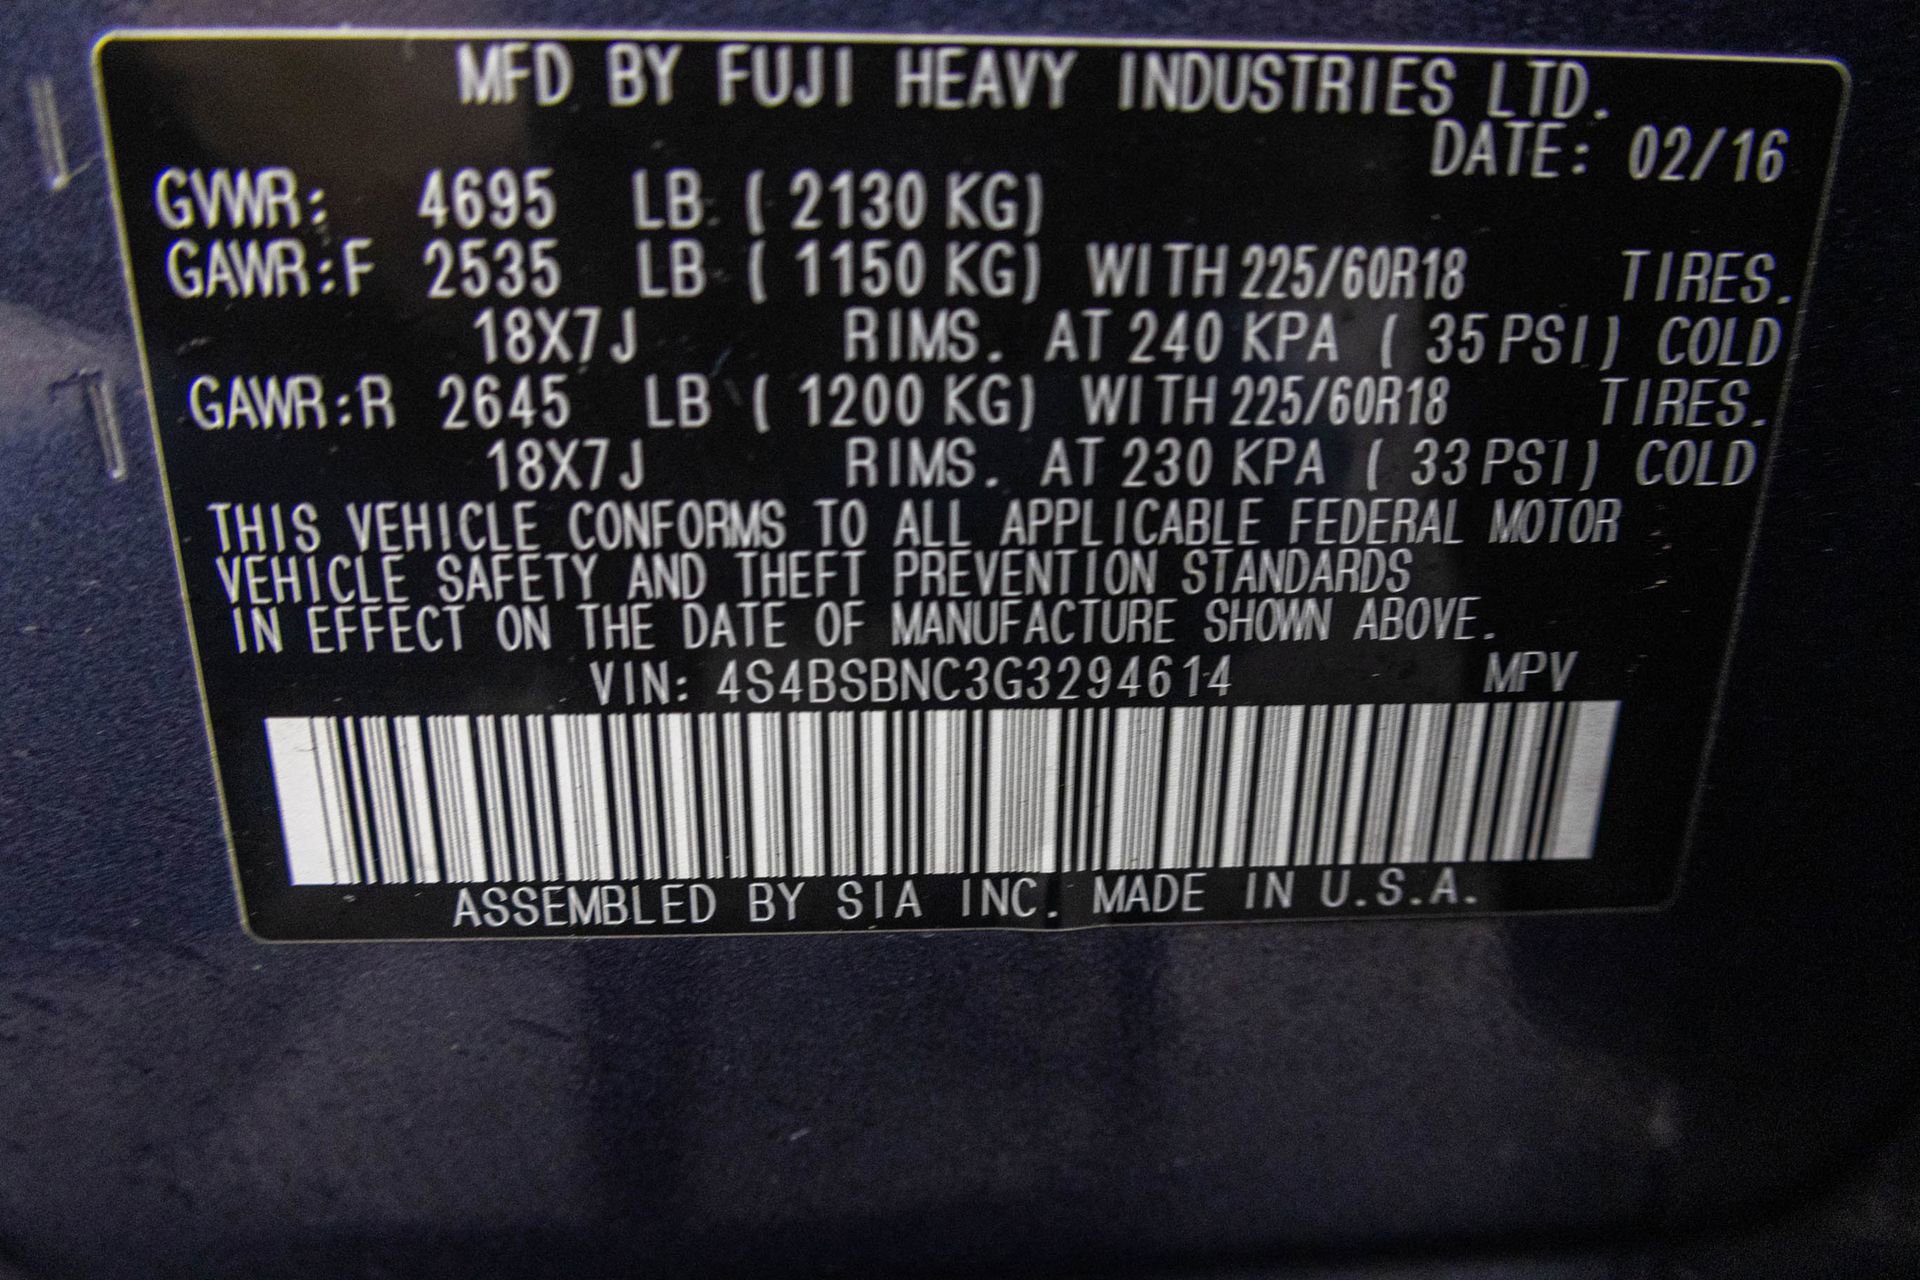 MFD BY FUJI HEAVY INDUSTRIES LTD.
DATE: 02/16
GVWR: 4695 LB ( 2130 KG)
GAWR:F 2535 LB ( 1150 KG) WITH 225/60R18 TIRES.
18X7J RIMS. AT 240 KPA ( 35 PSI) COLD
GAWR:R 2645 LB ( 1200 KG) WITH 225/60R18 TIRES.
18X7J RIMS. AT 230 KPA ( 33 PSI) COLD
THIS VEHICLE CONFORMS TO ALL APPLICABLE FEDERAL MOTOR
VEHICLE SAFETY AND THEFT PREVENTION STANDARDS
IN EFFECT ON THE DATE OF MANUFACTURE SHOWN ABOVE.
VIN: 4S4BSBNC3G3294614 MPV
ASSEMBLED BY SIA INC. MADE IN U.S.A.